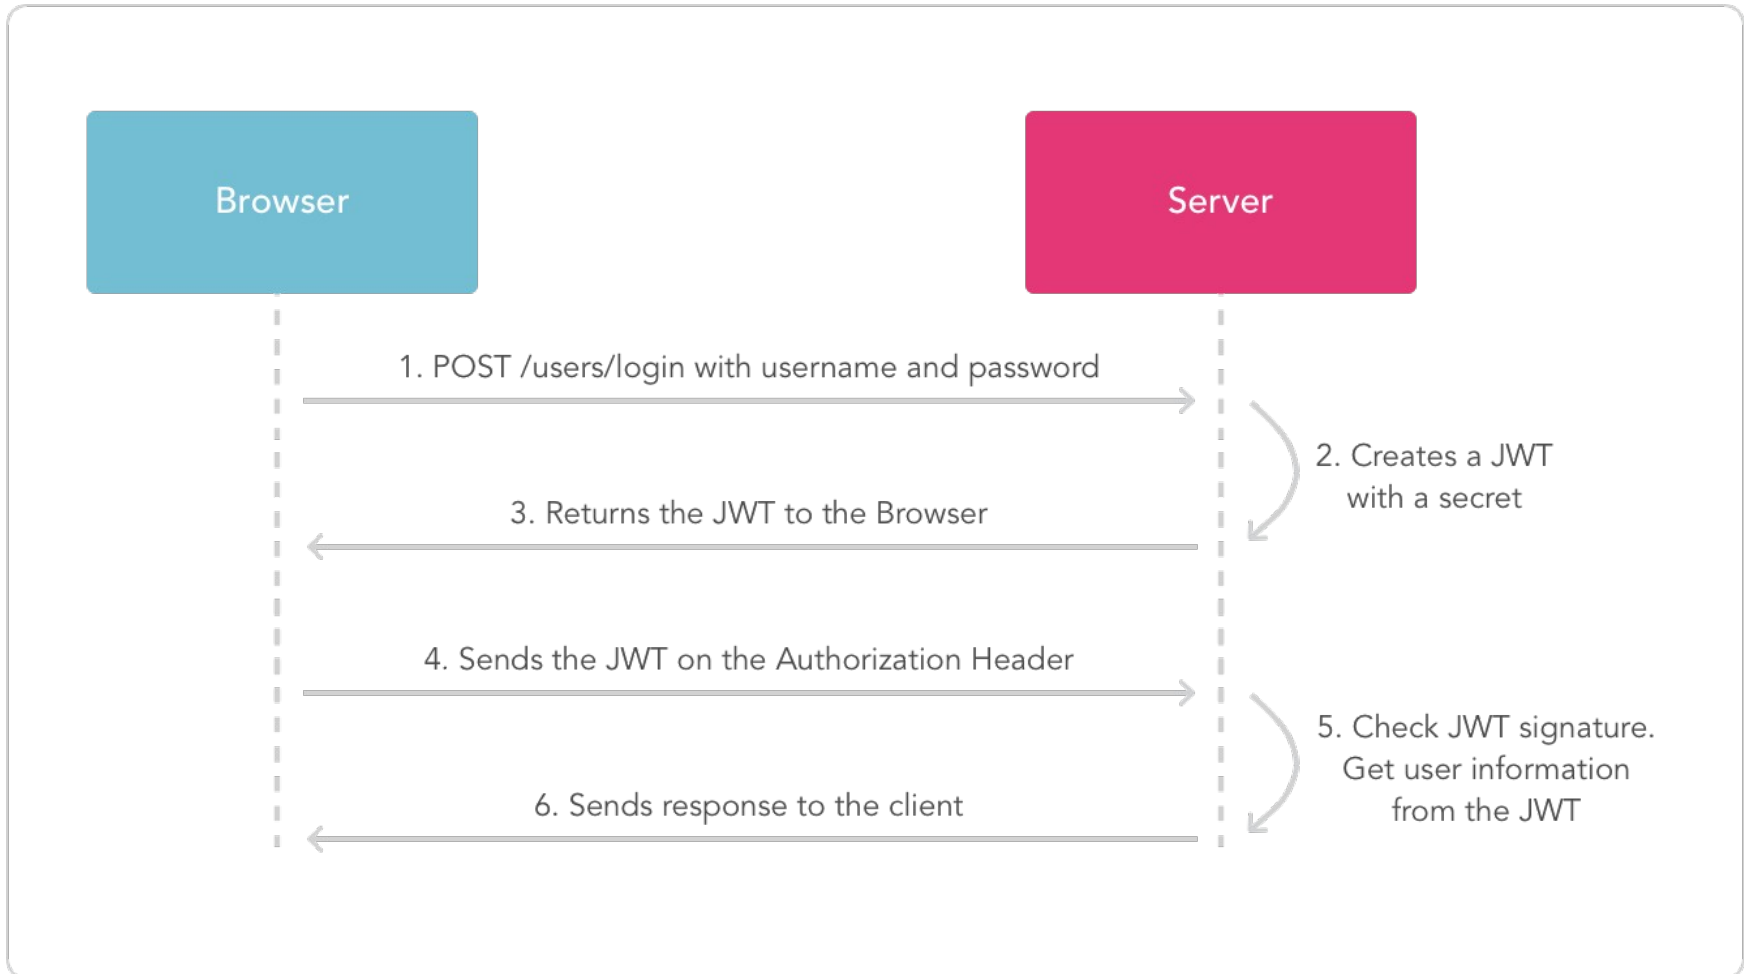 Browser
Server
1. POST /users/login with username and password
2. Creates a JWT
with a secret
3. Returns the JWT to the Browser
4. Sends the JWT on the Authorization Header
5. Check JWT signature.
Get user information
from the JWT
6. Sends response to the client